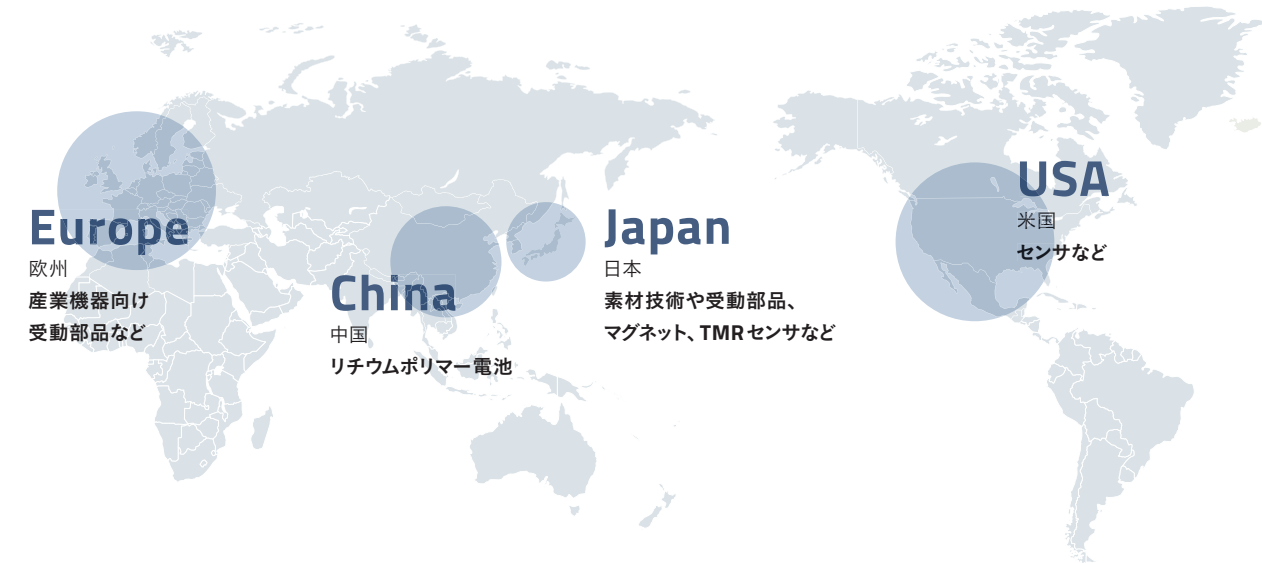 Europe
欧州
産業機器向け
受動部品など
China
中国
リチウムポリマー電池
Japan
日本
素材技術や受動部品、
マグネット、TMRセンサなど
USA
米国
センサなど